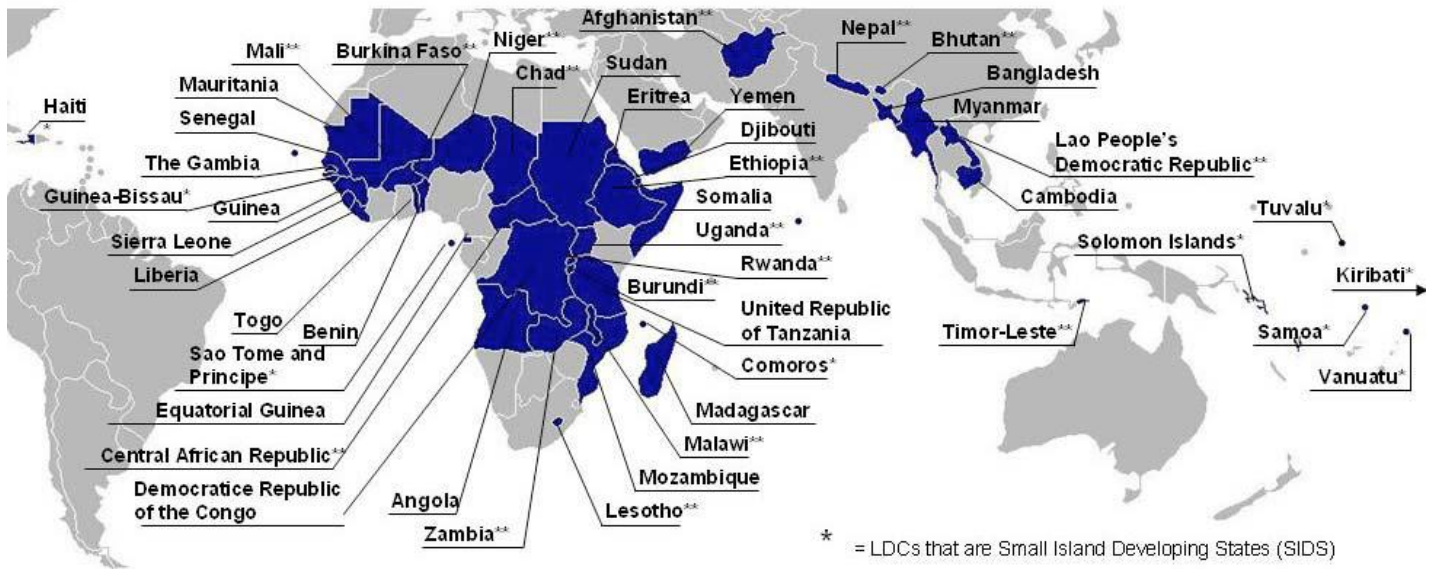 Afghanistan**
Nepal**
Bhutan**
Mali**
Burkina Faso**
Niger**
Chad**
Sudan
Bangladesh
Mauritania
Eritrea
Yemen
Myanmar
Haiti
*
Senegal
Djibouti
Lao People's
Democratic Republic**
The Gambia
Ethiopia**
Guinea-Bissau*
Guinea
Somalia
Cambodia
Tuvalu*
Sierra Leone
Uganda**
Solomon Islands*
Liberia
Rwanda**
Kiribati*
Burundi**
Togo
Benin
United Republic
of Tanzania
Timor-Leste**
Samoa*
Sao Tome and
Principe*
Comoros*
Vanuatu*
Equatorial Guinea
Madagascar
Central African Republic**
Malawi**
Democratice Republic
of the Congo
Angola
Mozambique
Zambia**
Lesotho**
* = LDCs that are Small Island Developing States (SIDS)